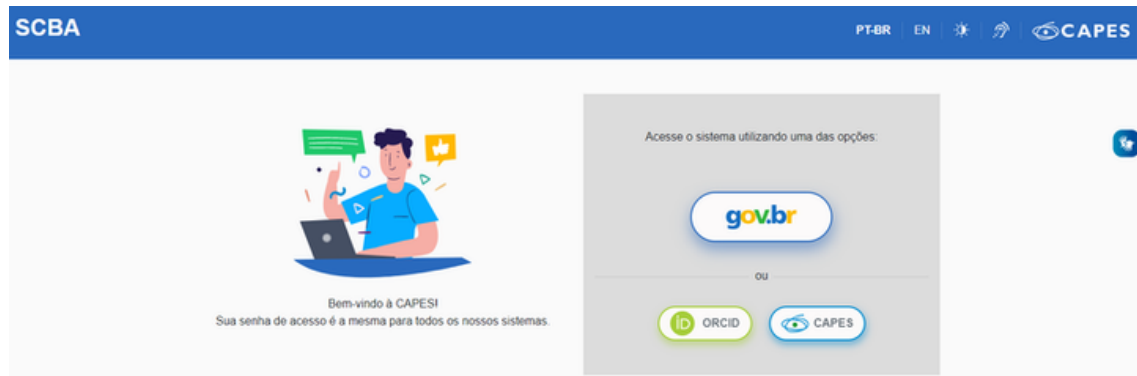 SCBA
PT-BR EN CAPES
Acesse o sistema utilizando uma das opções:
gov.br
ou
iD ORCID CAPES
Bem-vindo à CAPES!
Sua senha de acesso é a mesma para todos os nossos sistemas.